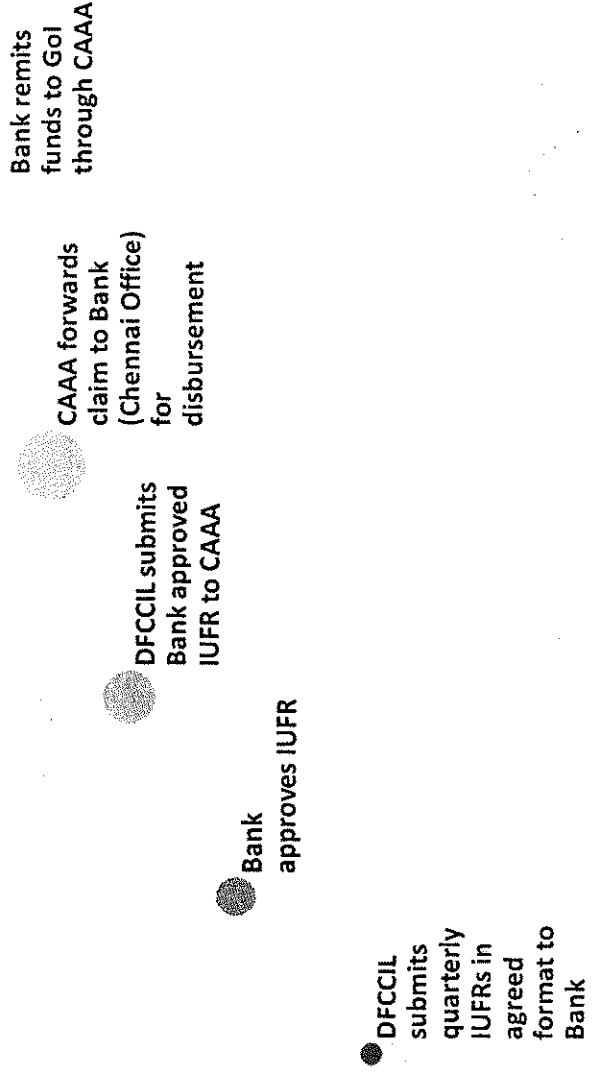 DFCCIL
submits
quarterly
IUFRs in
agreed
format to
Bank
Bank
approves IUFR
DFCCIL submits
Bank approved
IUFR to CAAA
CAAA forwards
claim to Bank
(Chennai Office)
for
disbursement
Bank remits
funds to GoI
through CAAA